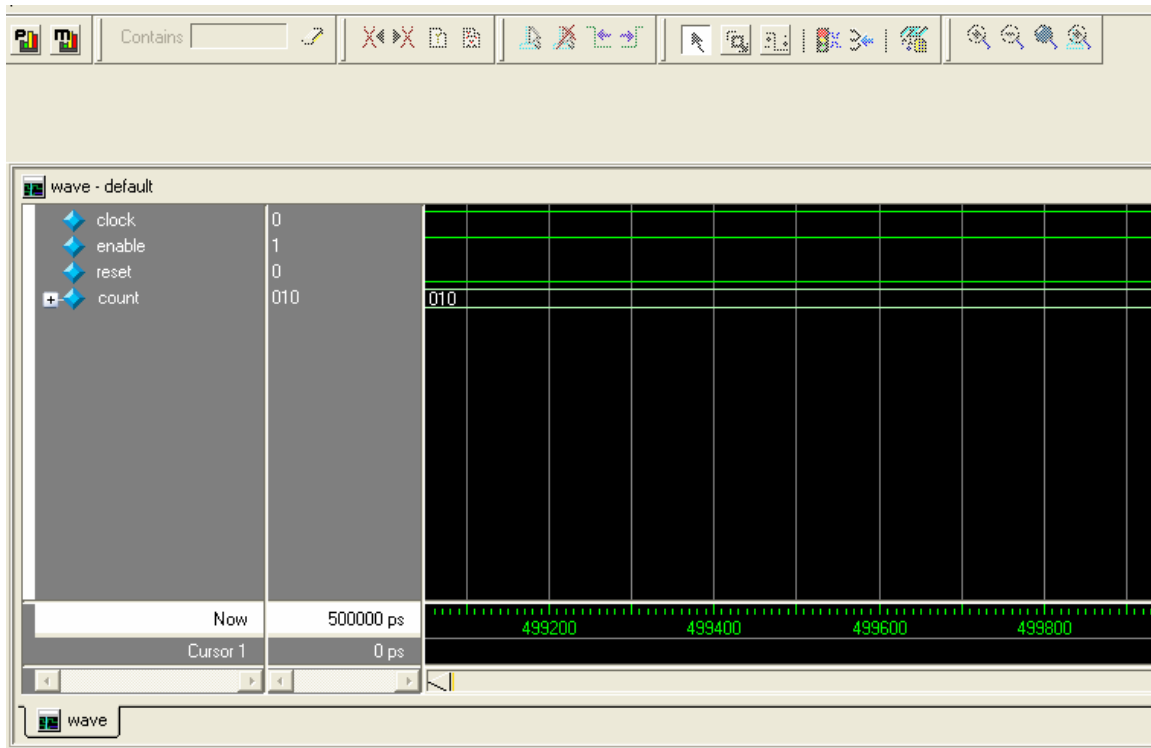 Contains
wave - default
clock 0
enable 1
reset 0
count 010 010
Now 500000 ps 499200 499400 499600 499800
Cursor 1 0 ps
wave